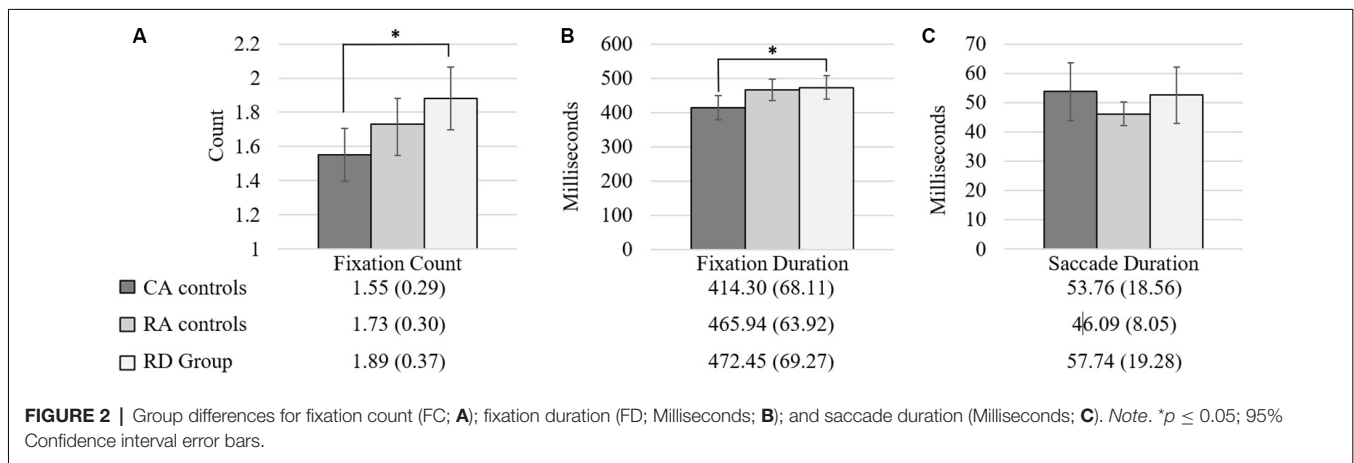 A
B
C
*
*
2.2
2
1.8
1.6
1.4
1.2
1
Count
600
500
400
300
200
100
0
Milliseconds
70
60
50
40
30
20
10
0
Milliseconds
Fixation Count Fixation Duration Saccade Duration
CA controls 1.55 (0.29) 414.30 (68.11) 53.76 (18.56)
RA controls 1.73 (0.30) 465.94 (63.92) 46.09 (8.05)
RD Group 1.89 (0.37) 472.45 (69.27) 57.74 (19.28)
FIGURE 2 | Group differences for fixation count (FC; A); fixation duration (FD; Milliseconds; B); and saccade duration (Milliseconds; C). Note. *p ≤ 0.05; 95%
Confidence interval error bars.